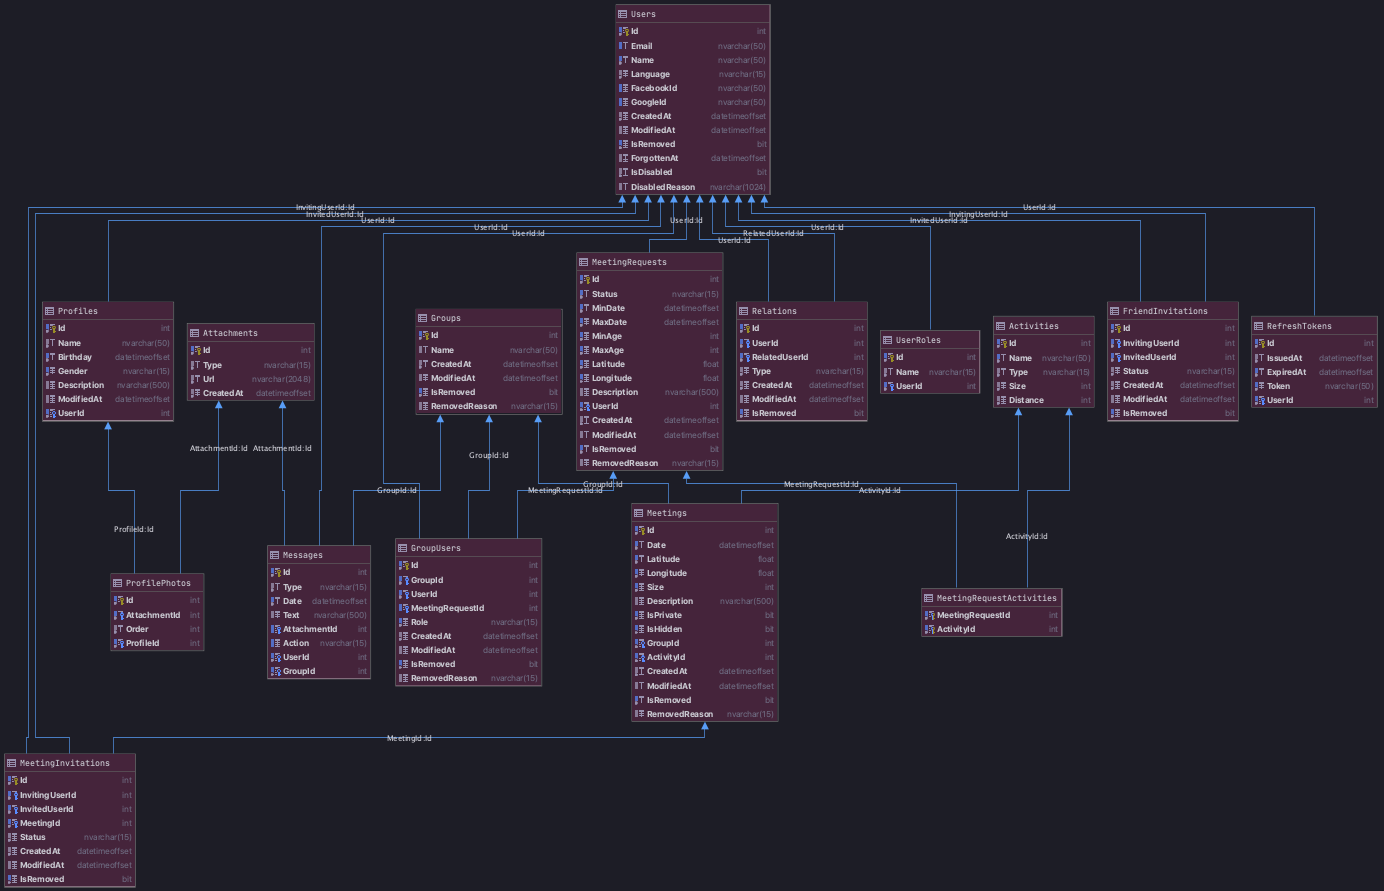 Users
Id int
Email nvarchar(50)
Name nvarchar(50)
Language nvarchar(15)
FacebookId nvarchar(50)
GoogleId nvarchar(50)
CreatedAt datetimeoffset
ModifiedAt datetimeoffset
IsRemoved bit
ForgottenAt datetimeoffset
IsDisabled bit
DisabledReason nvarchar(1024)
InvitingUserId:Id
InvitedUserId:Id
UserId:Id
UserId:Id
UserId:Id
UserId:Id
UserId:Id
RelatedUserId:Id
UserId:Id
InvitedUserId:Id
InvitingUserId:Id
UserId:Id
Profiles
Id int
Name nvarchar(50)
Birthday datetimeoffset
Gender nvarchar(15)
Description nvarchar(500)
ModifiedAt datetimeoffset
UserId int
Attachments
Id int
Type nvarchar(15)
Url nvarchar(2048)
CreatedAt datetimeoffset
Groups
Id int
Name nvarchar(50)
CreatedAt datetimeoffset
ModifiedAt datetimeoffset
IsRemoved bit
RemovedReason nvarchar(15)
MeetingRequests
Id int
Status nvarchar(15)
MinDate datetimeoffset
MaxDate datetimeoffset
MinAge int
MaxAge int
Latitude float
Longitude float
Description nvarchar(500)
UserId int
CreatedAt datetimeoffset
ModifiedAt datetimeoffset
IsRemoved bit
RemovedReason nvarchar(15)
Relations
Id int
UserId int
RelatedUserId int
Type nvarchar(15)
CreatedAt datetimeoffset
ModifiedAt datetimeoffset
IsRemoved bit
UserRoles
Id int
Name nvarchar(15)
UserId int
Activities
Id int
Name nvarchar(50)
Type nvarchar(15)
Size int
Distance int
FriendInvitations
Id int
InvitingUserId int
InvitedUserId int
Status nvarchar(15)
CreatedAt datetimeoffset
ModifiedAt datetimeoffset
IsRemoved bit
RefreshTokens
Id int
IssuedAt datetimeoffset
ExpiredAt datetimeoffset
Token nvarchar(50)
UserId int
AttachmentId:Id
AttachmentId:Id
GroupId:Id
GroupId:Id
MeetingRequestId:Id
GroupId:Id
MeetingRequestId:Id
ActivityId:Id
ProfileId:Id
ActivityId:Id
ProfilePhotos
Id int
AttachmentId int
Order int
ProfileId int
Messages
Id int
Type nvarchar(15)
Date datetimeoffset
Text nvarchar(500)
AttachmentId int
Action nvarchar(15)
UserId int
GroupId int
GroupUsers
Id int
GroupId int
UserId int
MeetingRequestId int
Role nvarchar(15)
CreatedAt datetimeoffset
ModifiedAt datetimeoffset
IsRemoved bit
RemovedReason nvarchar(15)
Meetings
Id int
Date datetimeoffset
Latitude float
Longitude float
Size int
Description nvarchar(500)
IsPrivate bit
IsHidden bit
GroupId int
ActivityId int
CreatedAt datetimeoffset
ModifiedAt datetimeoffset
IsRemoved bit
RemovedReason nvarchar(15)
MeetingRequestActivities
MeetingRequestId int
ActivityId int
MeetingId:Id
MeetingInvitations
Id int
InvitingUserId int
InvitedUserId int
MeetingId int
Status nvarchar(15)
CreatedAt datetimeoffset
ModifiedAt datetimeoffset
IsRemoved bit